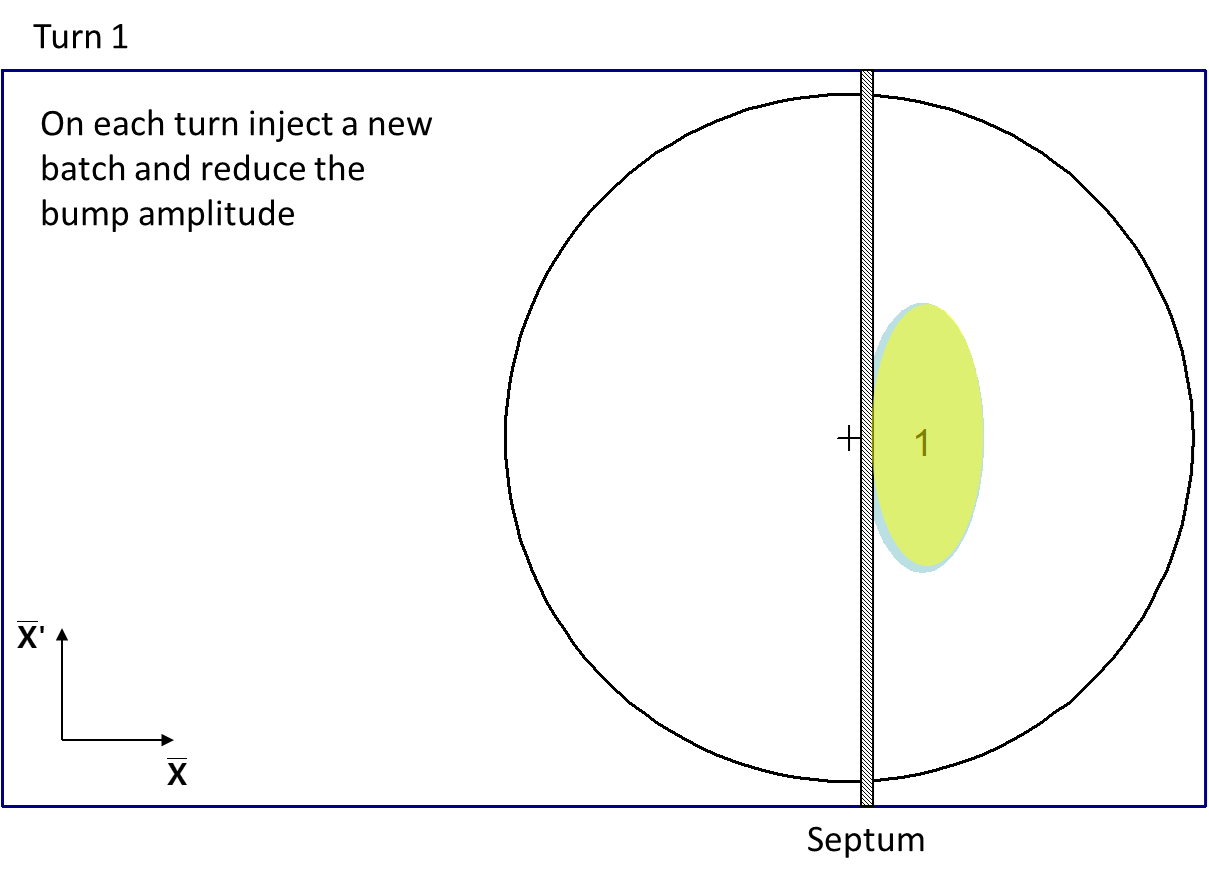 Turn 1
On each turn inject a new
batch and reduce the
bump amplitude
1
X̅'
X̅
Septum